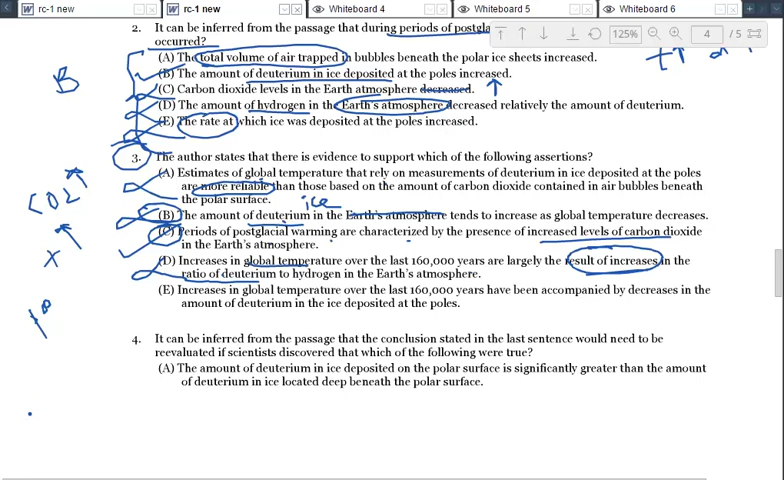 rc-1 new
rc-1 new
Whiteboard 4
Whiteboard 5
Whiteboard 6
4 / 5
125%
2. It can be inferred from the passage that during periods of postgla
occurred?
(A) The total volume of air trapped in bubbles beneath the polar ice sheets increased.
(B) The amount of deuterium in ice deposited at the poles increased.
(C) Carbon dioxide levels in the Earth atmosphere decreased.
(D) The amount of hydrogen in the Earth's atmosphere decreased relatively the amount of deuterium.
(E) The rate at which ice was deposited at the poles increased.
B
3. The author states that there is evidence to support which of the following assertions?
(A) Estimates of global temperature that rely on measurements of deuterium in ice deposited at the poles
are more reliable than those based on the amount of carbon dioxide contained in air bubbles beneath
the polar surface.
ice
(B) The amount of deuterium in the Earth's atmosphere tends to increase as global temperature decreases.
(C) Periods of postglacial warming are characterized by the presence of increased levels of carbon dioxide
in the Earth's atmosphere.
(D) Increases in global temperature over the last 160,000 years are largely the result of increases in the
ratio of deuterium to hydrogen in the Earth's atmosphere.
(E) Increases in global temperature over the last 160,000 years have been accompanied by decreases in the
amount of deuterium in the ice deposited at the poles.
CO2
x
4. It can be inferred from the passage that the conclusion stated in the last sentence would need to be
reevaluated if scientists discovered that which of the following were true?
(A) The amount of deuterium in ice deposited on the polar surface is significantly greater than the amount
of deuterium in ice located deep beneath the polar surface.